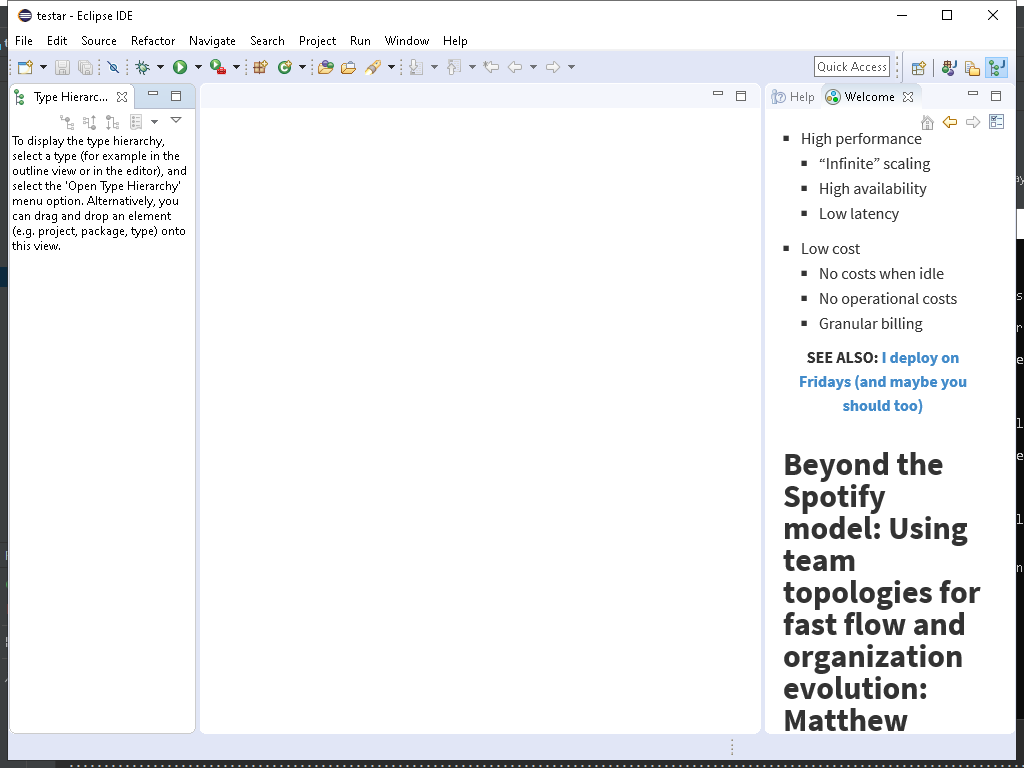 testar - Eclipse IDE
File Edit Source Refactor Navigate Search Project Run Window Help
Quick Access
Type Hierarc...
To display the type hierarchy,
select a type (for example in the
outline view or in the editor), and
select the 'Open Type Hierarchy'
menu option. Alternatively, you
can drag and drop an element
(e.g. project, package, type) onto
this view.
Help Welcome
High performance
“Infinite” scaling
High availability
Low latency
Low cost
No costs when idle
No operational costs
Granular billing
SEE ALSO: I deploy on
Fridays (and maybe you
should too)
Beyond the
Spotify
model: Using
team
topologies for
fast flow and
organization
evolution:
Matthew